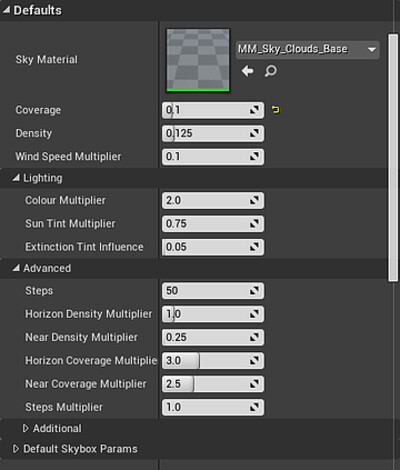 Defaults
Sky Material
MM_Sky_Clouds_Base
Coverage 0.1
Density 0.125
Wind Speed Multiplier 0.1
Lighting
Colour Multiplier 2.0
Sun Tint Multiplier 0.75
Extinction Tint Influence 0.05
Advanced
Steps 50
Horizon Density Multiplier 1.0
Near Density Multiplier 0.25
Horizon Coverage Multiplie 3.0
Near Coverage Multiplier 2.5
Steps Multiplier 1.0
Additional
Default Skybox Params